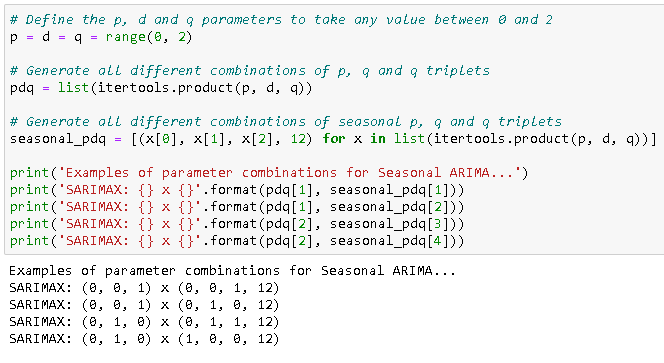 # Define the p, d and q parameters to take any value between 0 and 2
p = d = q = range(0, 2)
# Generate all different combinations of p, q and q triplets
pdq = list(itertools.product(p, d, q))
# Generate all different combinations of seasonal p, q and q triplets
seasonal_pdq = [(x[0], x[1], x[2], 12) for x in list(itertools.product(p, d, q))]
print('Examples of parameter combinations for Seasonal ARIMA...')
print('SARIMAX: {} x {}'.format(pdq[1], seasonal_pdq[1]))
print('SARIMAX: {} x {}'.format(pdq[1], seasonal_pdq[2]))
print('SARIMAX: {} x {}'.format(pdq[2], seasonal_pdq[3]))
print('SARIMAX: {} x {}'.format(pdq[2], seasonal_pdq[4]))
Examples of parameter combinations for Seasonal ARIMA...
SARIMAX: (0, 0, 1) x (0, 0, 1, 12)
SARIMAX: (0, 0, 1) x (0, 1, 0, 12)
SARIMAX: (0, 1, 0) x (0, 1, 1, 12)
SARIMAX: (0, 1, 0) x (1, 0, 0, 12)